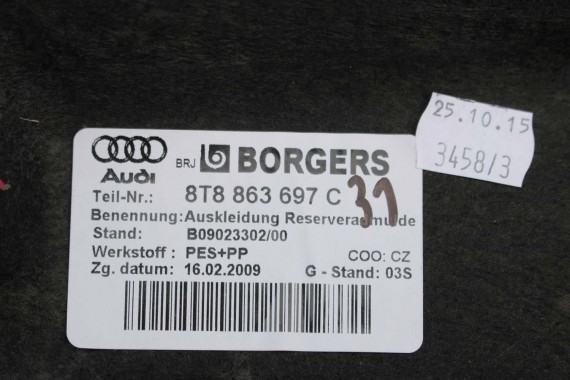 25.10.15
3458/3
Audi
BRJ BORGERS
Teil-Nr.: 8T8 863 697 C 31
Benennung: Auskleidung Reserveradmulde
Stand: B09023302/00
Werkstoff : PES+PP COO: CZ
Zg. datum: 16.02.2009 G - Stand: 03S